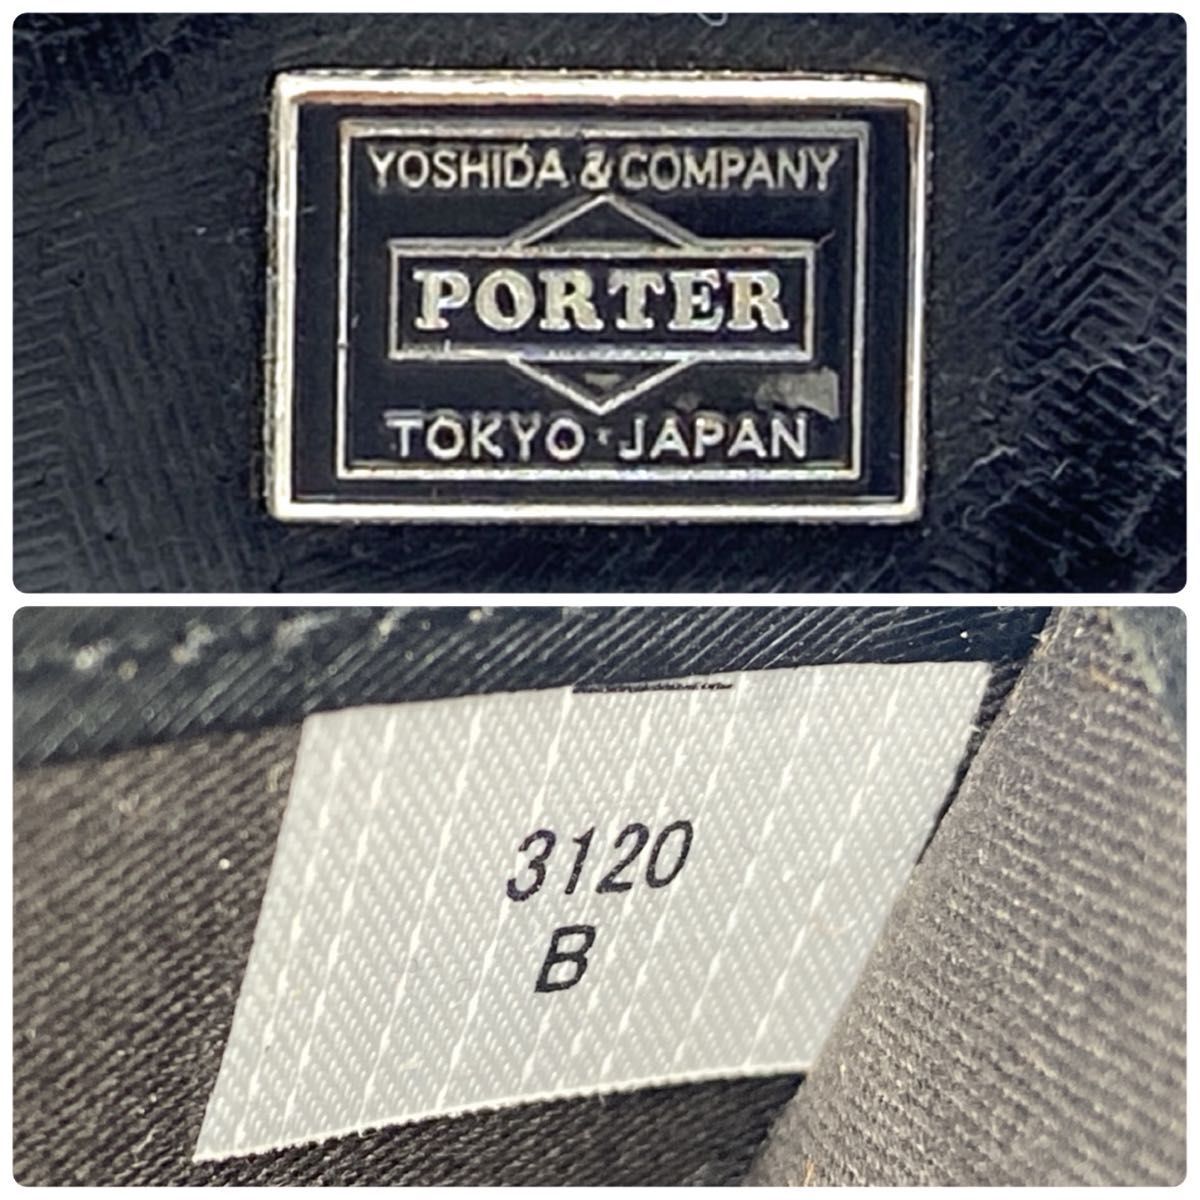 YOSHIDA & COMPANY
PORTER
TOKYO · JAPAN
3120
B